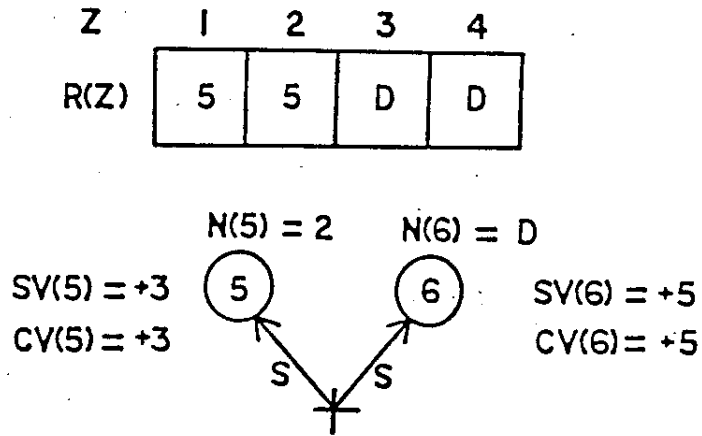 Z 1 2 3 4
R(Z) 5 5 D D
N(5) = 2 N(6) = D
SV(5) = +3 5 6 SV(6) = +5
CV(5) = +3 CV(6) = +5
S S